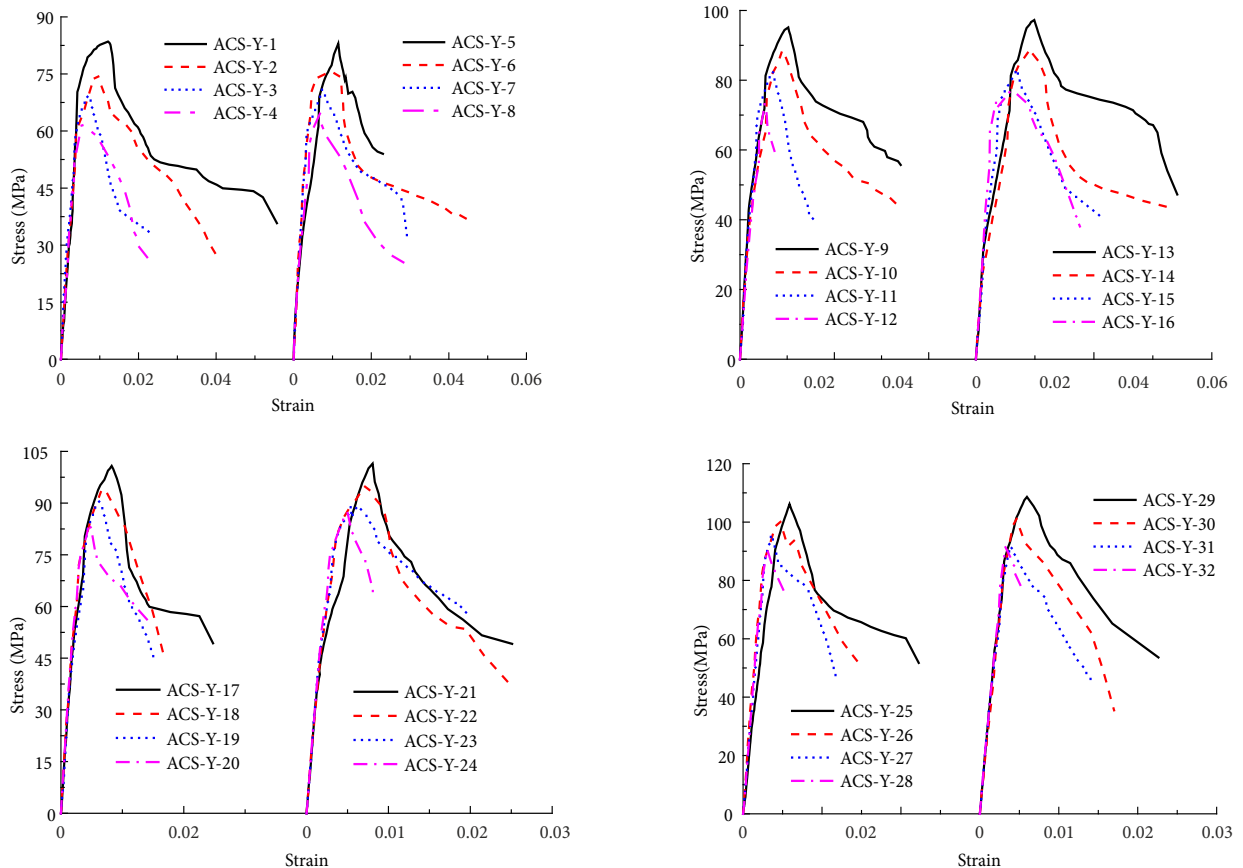 90
75
60
45
30
15
0
Stress (MPa)
ACS-Y-1
ACS-Y-2
ACS-Y-3
ACS-Y-4
ACS-Y-5
ACS-Y-6
ACS-Y-7
ACS-Y-8
0 0.02 0.04 0 0.02 0.04 0.06
Strain
100
80
60
40
20
0
Stress(MPa)
ACS-Y-9
ACS-Y-10
ACS-Y-11
ACS-Y-12
ACS-Y-13
ACS-Y-14
ACS-Y-15
ACS-Y-16
0 0.02 0.04 0 0.02 0.04 0.06
Strain
105
90
75
60
45
30
15
0
Stress (MPa)
ACS-Y-17
ACS-Y-18
ACS-Y-19
ACS-Y-20
ACS-Y-21
ACS-Y-22
ACS-Y-23
ACS-Y-24
0 0.02 0 0.01 0.02 0.03
Strain
120
100
80
60
40
20
0
Stress(MPa)
ACS-Y-25
ACS-Y-26
ACS-Y-27
ACS-Y-28
ACS-Y-29
ACS-Y-30
ACS-Y-31
ACS-Y-32
0 0.02 0 0.01 0.02 0.03
Strain